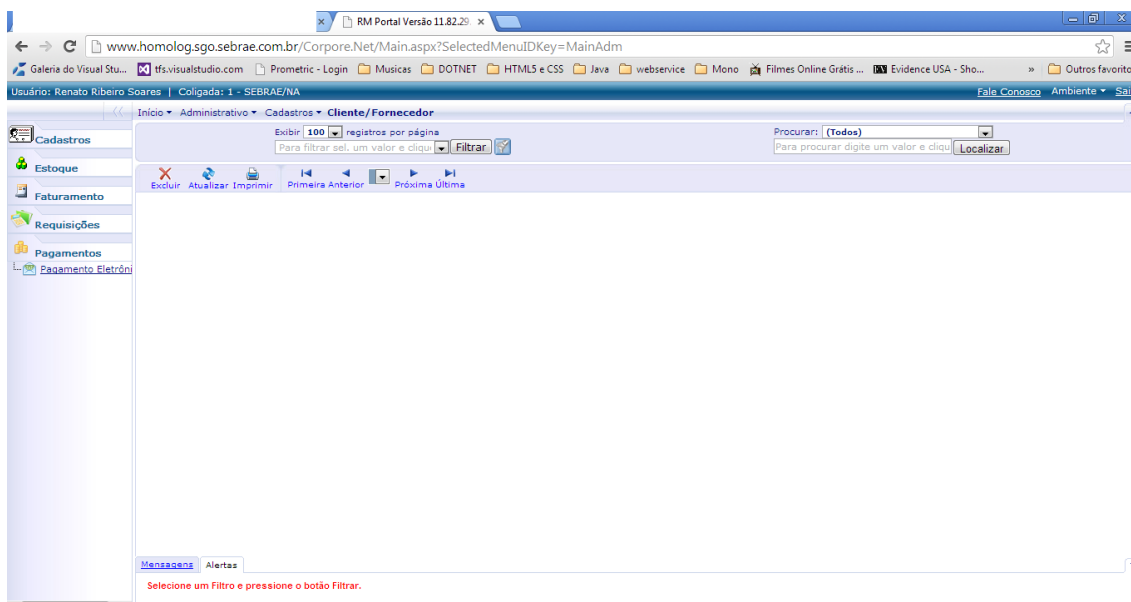 RM Portal Versão 11.82.29.
www.homolog.sgo.sebrae.com.br/Corpore.Net/Main.aspx?SelectedMenuIDKey=MainAdm
Galeria do Visual Stu... tfs.visualstudio.com Prometric - Login Musicas DOTNET HTML5 e CSS Java webservice Mono Filmes Online Grátis ... Evidence USA - Sho... » Outros favorito
Usuário: Renato Ribeiro Soares | Coligada: 1 - SEBRAE/NA Fale Conosco Ambiente Sai
Início Administrativo Cadastros Cliente/Fornecedor
Exibir 100 registros por página Procurar: (Todos)
Para filtrar sel. um valor e cliqu Filtrar Para procurar digite um valor e cliqu Localizar
Cadastros
Estoque
Faturamento
Requisições
Pagamentos
Pagamento Eletrôni
Excluir Atualizar Imprimir Primeira Anterior Próxima Última
Mensagens Alertas
Selecione um Filtro e pressione o botão Filtrar.